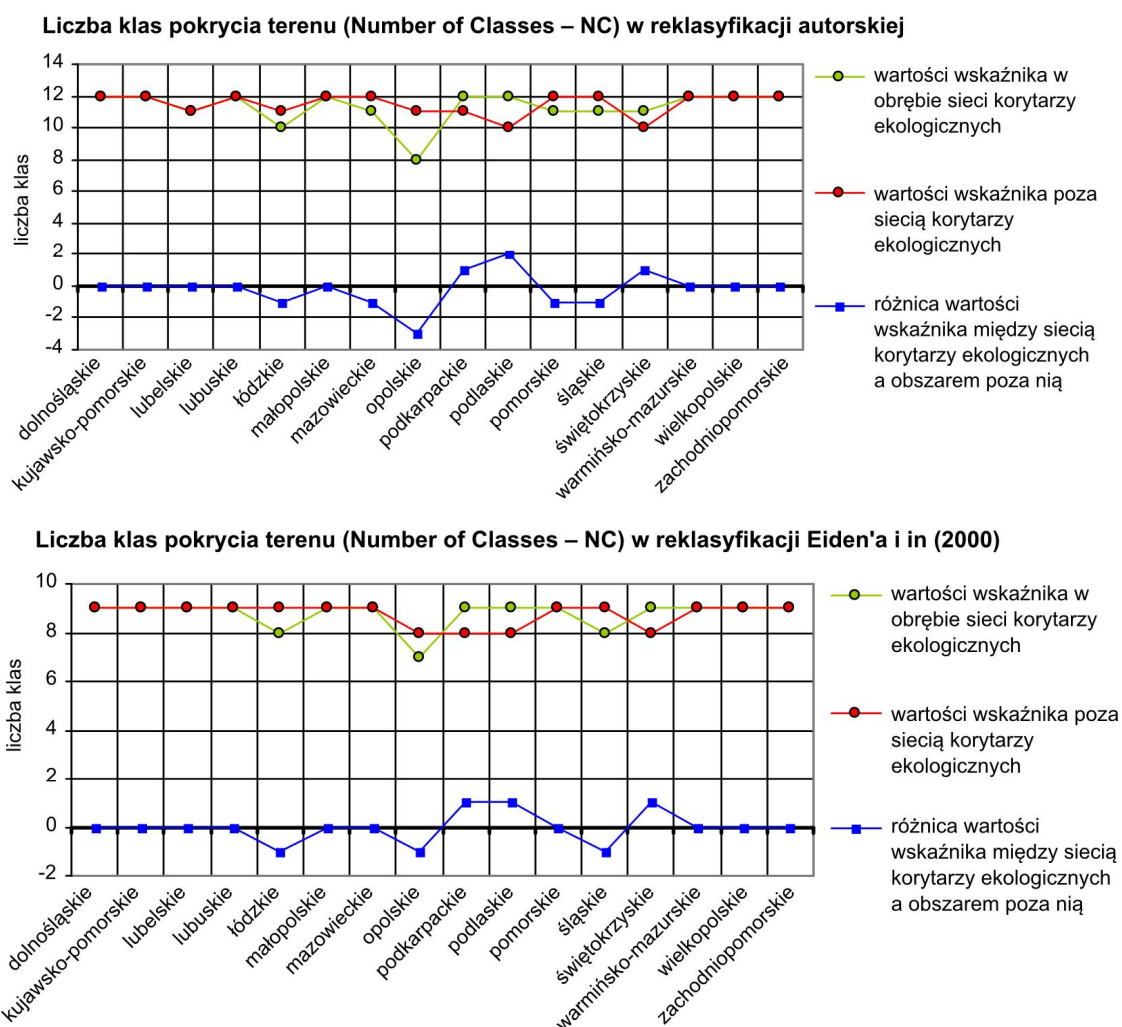 Liczba klas pokrycia terenu (Number of Classes – NC) w reklasyfikacji autorskiej
14
12
10
8
6
4
2
0
-2
-4
liczba klas
dolnośląskie
kujawsko-pomorskie
lubelskie
lubuskie
łódzkie
małopolskie
mazowieckie
opolskie
podkarpackie
podlaskie
pomorskie
śląskie
świętokrzyskie
warmińsko-mazurskie
wielkopolskie
zachodniopomorskie
wartości wskaźnika w
obrębie sieci korytarzy
ekologicznych
wartości wskaźnika poza
siecią korytarzy
ekologicznych
różnica wartości
wskaźnika między siecią
korytarzy ekologicznych
a obszarem poza nią
Liczba klas pokrycia terenu (Number of Classes – NC) w reklasyfikacji Eiden'a i in (2000)
10
8
6
4
2
0
-2
liczba klas
dolnośląskie
kujawsko-pomorskie
lubelskie
lubuskie
łódzkie
małopolskie
mazowieckie
opolskie
podkarpackie
podlaskie
pomorskie
śląskie
świętokrzyskie
warmińsko-mazurskie
wielkopolskie
zachodniopomorskie
wartości wskaźnika w
obrębie sieci korytarzy
ekologicznych
wartości wskaźnika poza
siecią korytarzy
ekologicznych
różnica wartości
wskaźnika między siecią
korytarzy ekologicznych
a obszarem poza nią